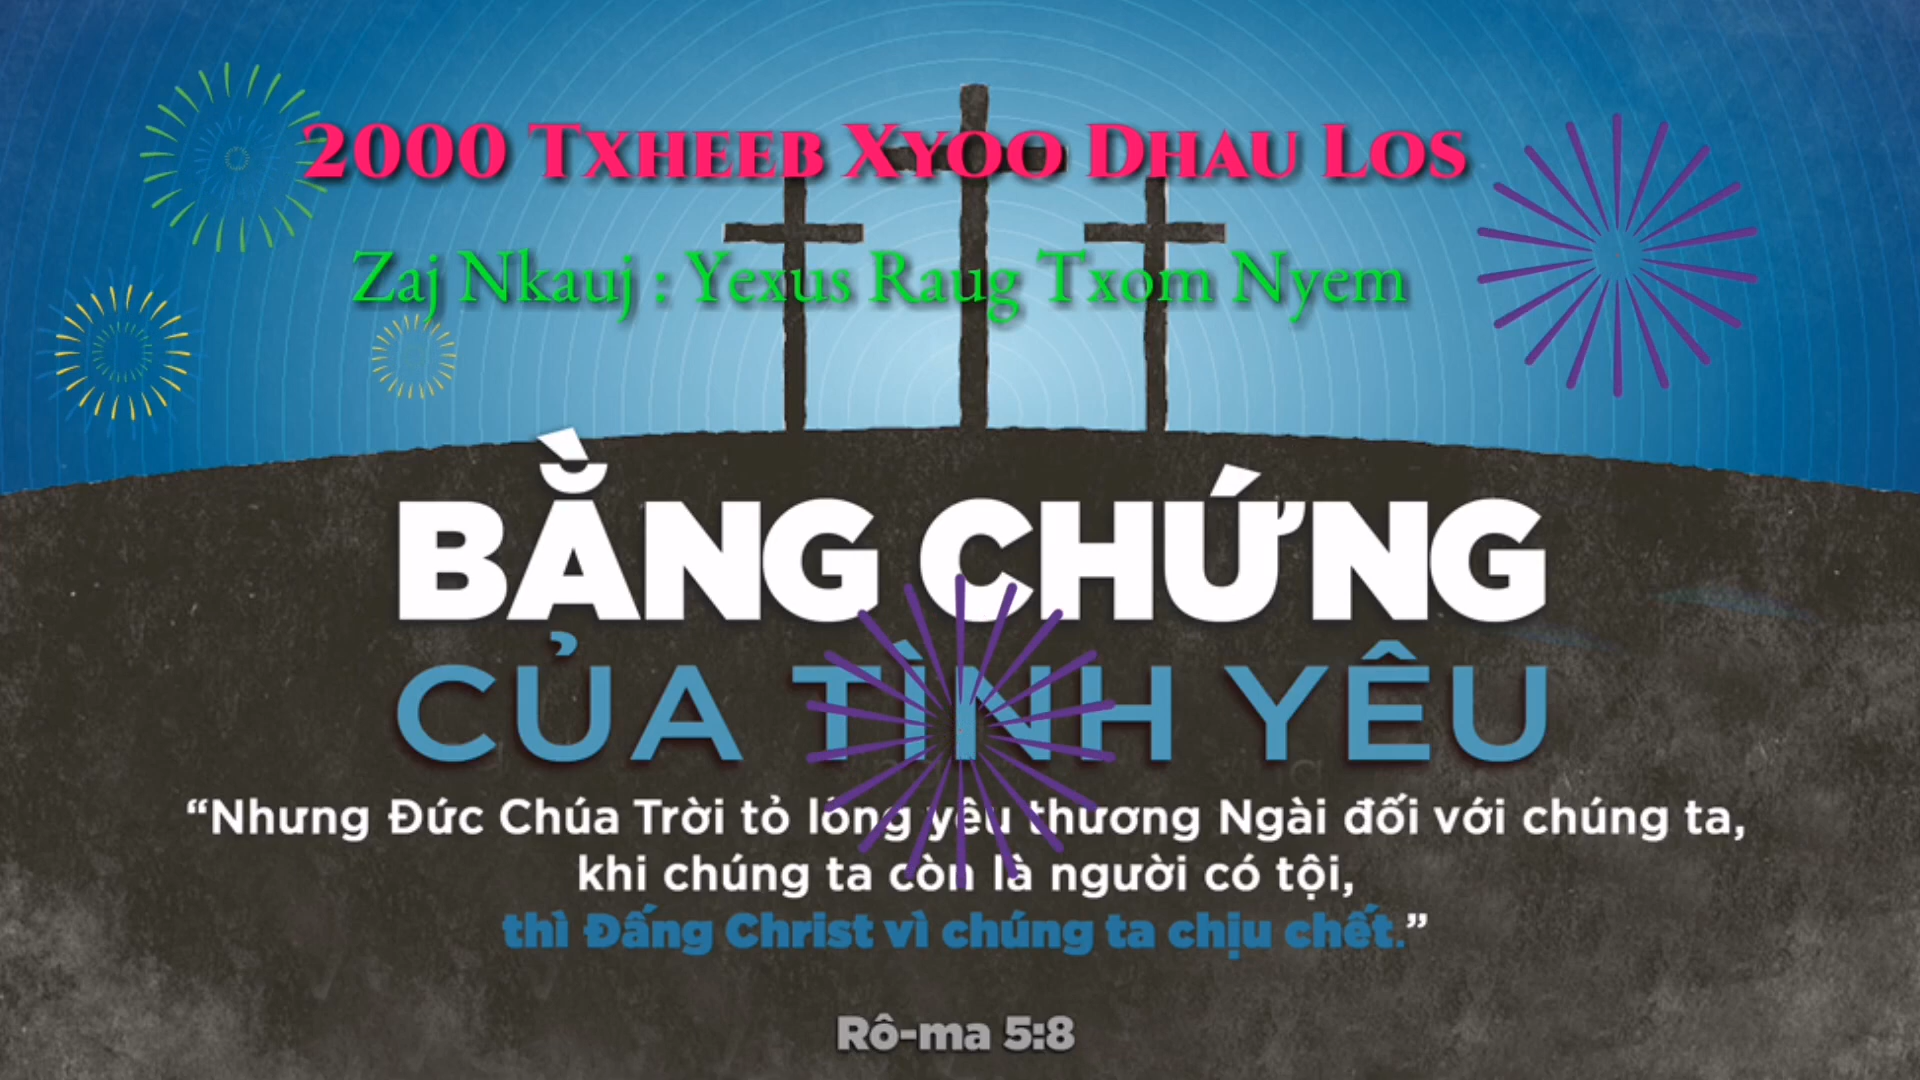 2000 Txheeb Xyoo Dhau Los
Zaj Nkauj : Yexus Raug Txom Nyem
BẰNG CHỨNG
CỦA TÌNH YÊU
“Nhưng Đức Chúa Trời tỏ lóng yêu thương Ngài đối với chúng ta,
khi chúng ta còn là người có tội,
thì Đấng Christ vì chúng ta chịu chết.”
Rô-ma 5:8